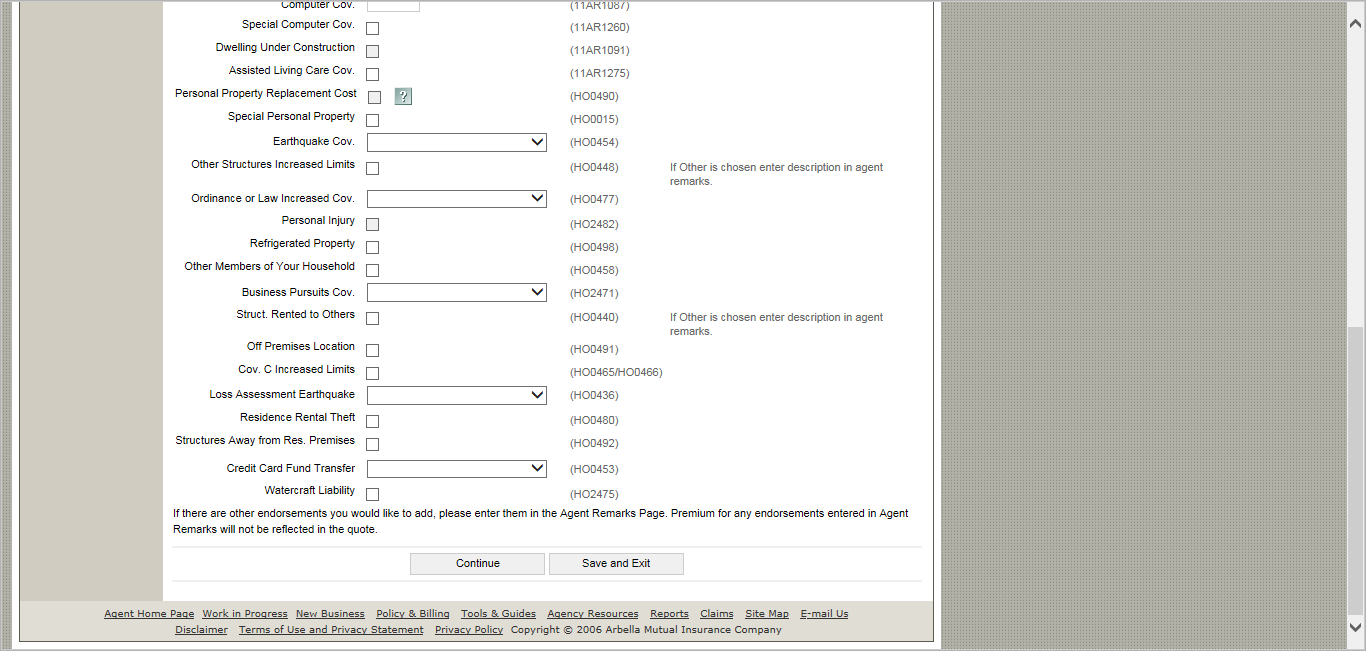 Computer Cov. (11AR1087)
Special Computer Cov. (11AR1260)
Dwelling Under Construction (11AR1091)
Assisted Living Care Cov. (11AR1275)
Personal Property Replacement Cost ? (HO0490)
Special Personal Property (HO0015)
Earthquake Cov. (HO0454)
Other Structures Increased Limits (HO0448) If Other is chosen enter description in agent
remarks.
Ordinance or Law Increased Cov. (HO0477)
Personal Injury (HO2482)
Refrigerated Property (HO0498)
Other Members of Your Household (HO0458)
Business Pursuits Cov. (HO2471)
Struct. Rented to Others (HO0440) If Other is chosen enter description in agent
remarks.
Off Premises Location (HO0491)
Cov. C Increased Limits (HO0465/HO0466)
Loss Assessment Earthquake (HO0436)
Residence Rental Theft (HO0480)
Structures Away from Res. Premises (HO0492)
Credit Card Fund Transfer (HO0453)
Watercraft Liability (HO2475)
If there are other endorsements you would like to add, please enter them in the Agent Remarks Page. Premium for any endorsements entered in Agent
Remarks will not be reflected in the quote.
Continue Save and Exit
Agent Home Page Work in Progress New Business Policy & Billing Tools & Guides Agency Resources Reports Claims Site Map E-mail Us
Disclaimer Terms of Use and Privacy Statement Privacy Policy Copyright © 2006 Arbella Mutual Insurance Company